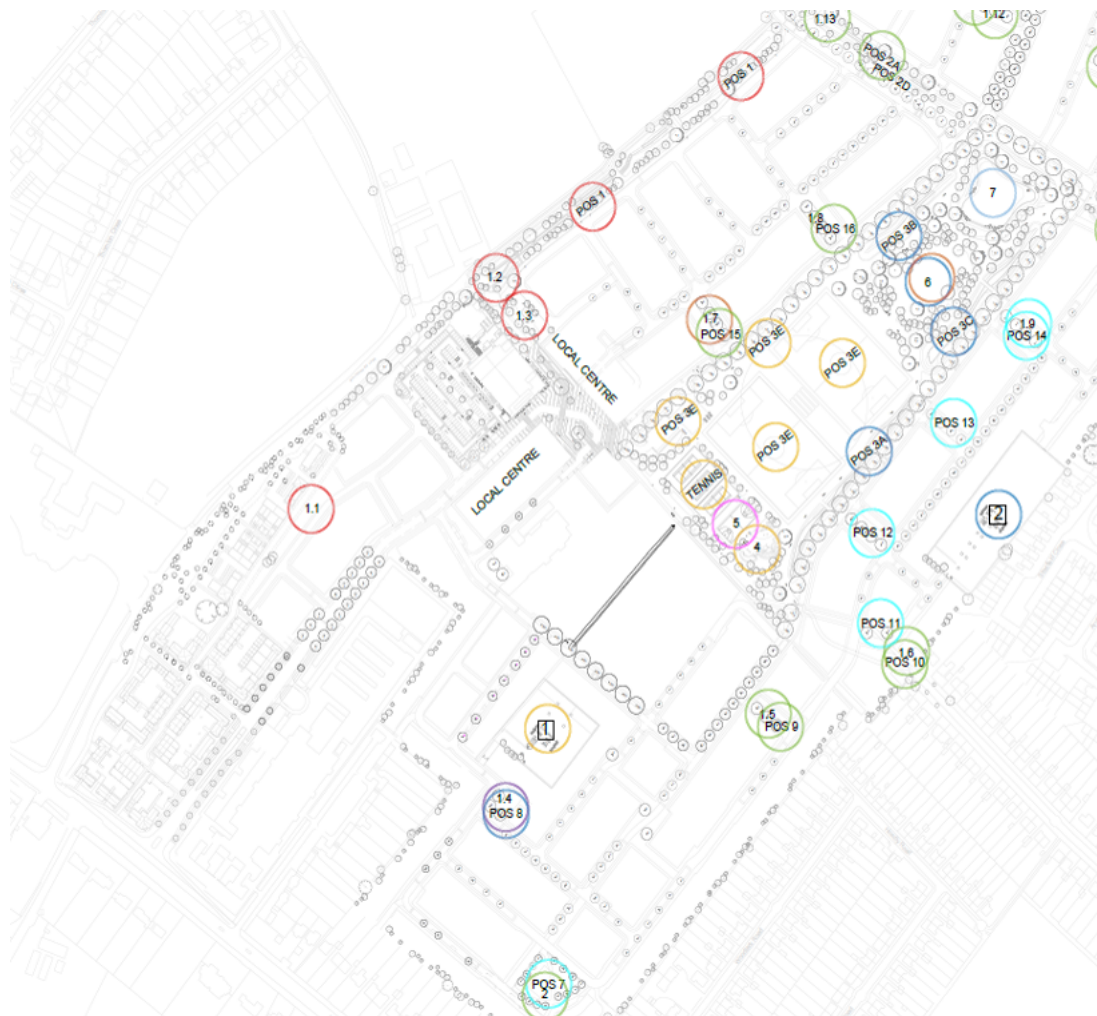 1.13
1.12
POS 2A
POS 2D
POS 1
7
POS 1
1.8
POS 16
POS 3B
1.2
6
1.3
1.7
POS 15
POS 3E
POS 3C
1.9
POS 14
LOCAL CENTRE
POS 3E
POS 3E
POS 13
POS 3E
POS 3A
LOCAL CENTRE
TENNIS
1.1
5
4
POS 12
2
POS 11
1.6
POS 10
1.5
POS 9
1
1.4
POS 8
POS 7
2